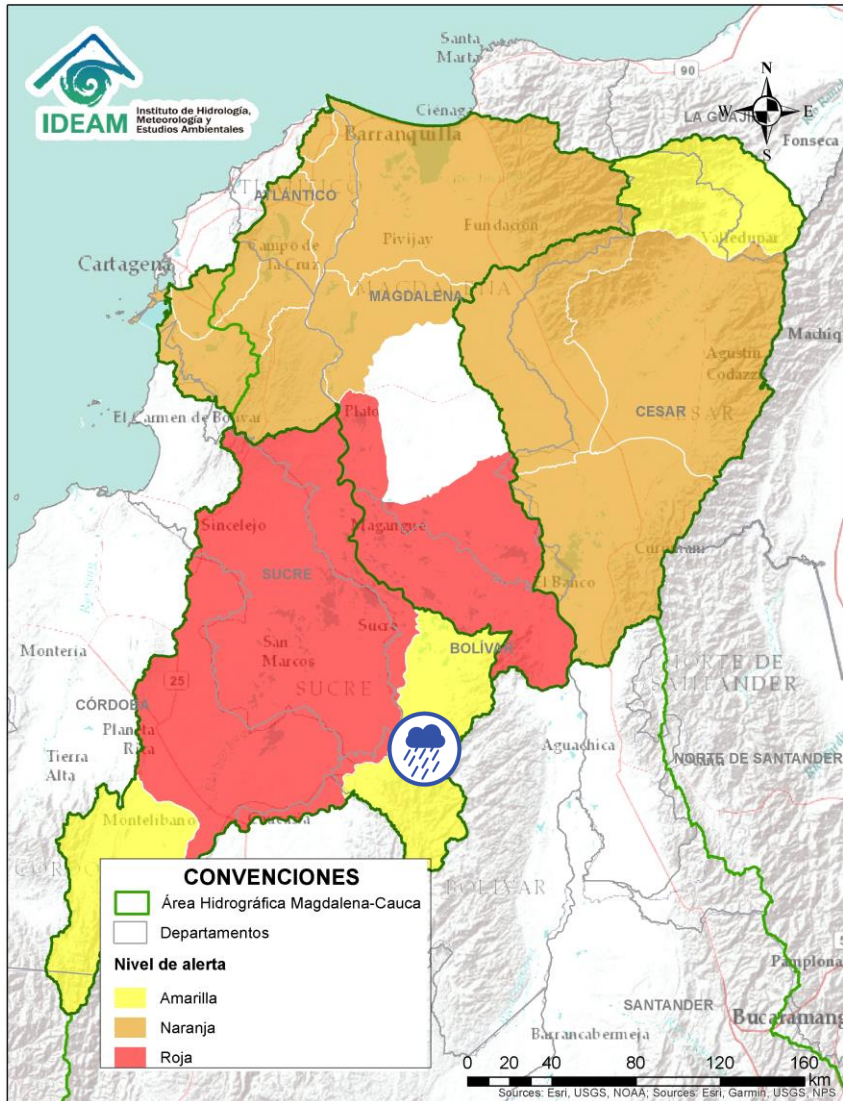 IDEAM
Instituto de Hidrología,
Meteorología y
Estudios Ambientales
Santa
Marta
90
N
W
E
S
LA GUAJIRA
Ciénaga
Barranquilla
Fonseca
ATLÁNTICO
ATLÁNTICO
Fundación
Pivijay
Valledupar
Campo de
la Cruz
Cartagena
MAGDALENA
MAGDALENA
Agustín
Codazzi
El Carmen de Bolívar
Plato
CESAR
CESAR
Sincelejo
Magangué
Curumaní
SUCRE
El Banco
Sucre
BOLÍVAR
Montería
San
Marcos
SUCRE
NORTE DE
SANTANDER
25
CÓRDOBA
Planeta
Rica
Aguachica
NORTE DE SANTANDER
Tierra
Alta
Montelíbano
BOLÍVAR
CONVENCIONES
Área Hidrográfica Magdalena-Cauca
Departamentos
Nivel de alerta
Amarilla
Naranja
Roja
Pamplona
SANTANDER
Bucaramang
Barrancabermeja
0 20 40 80 120 160
km
Sources: Esri, USGS, NOAA; Sources: Esri, Garmin, USGS, NPS